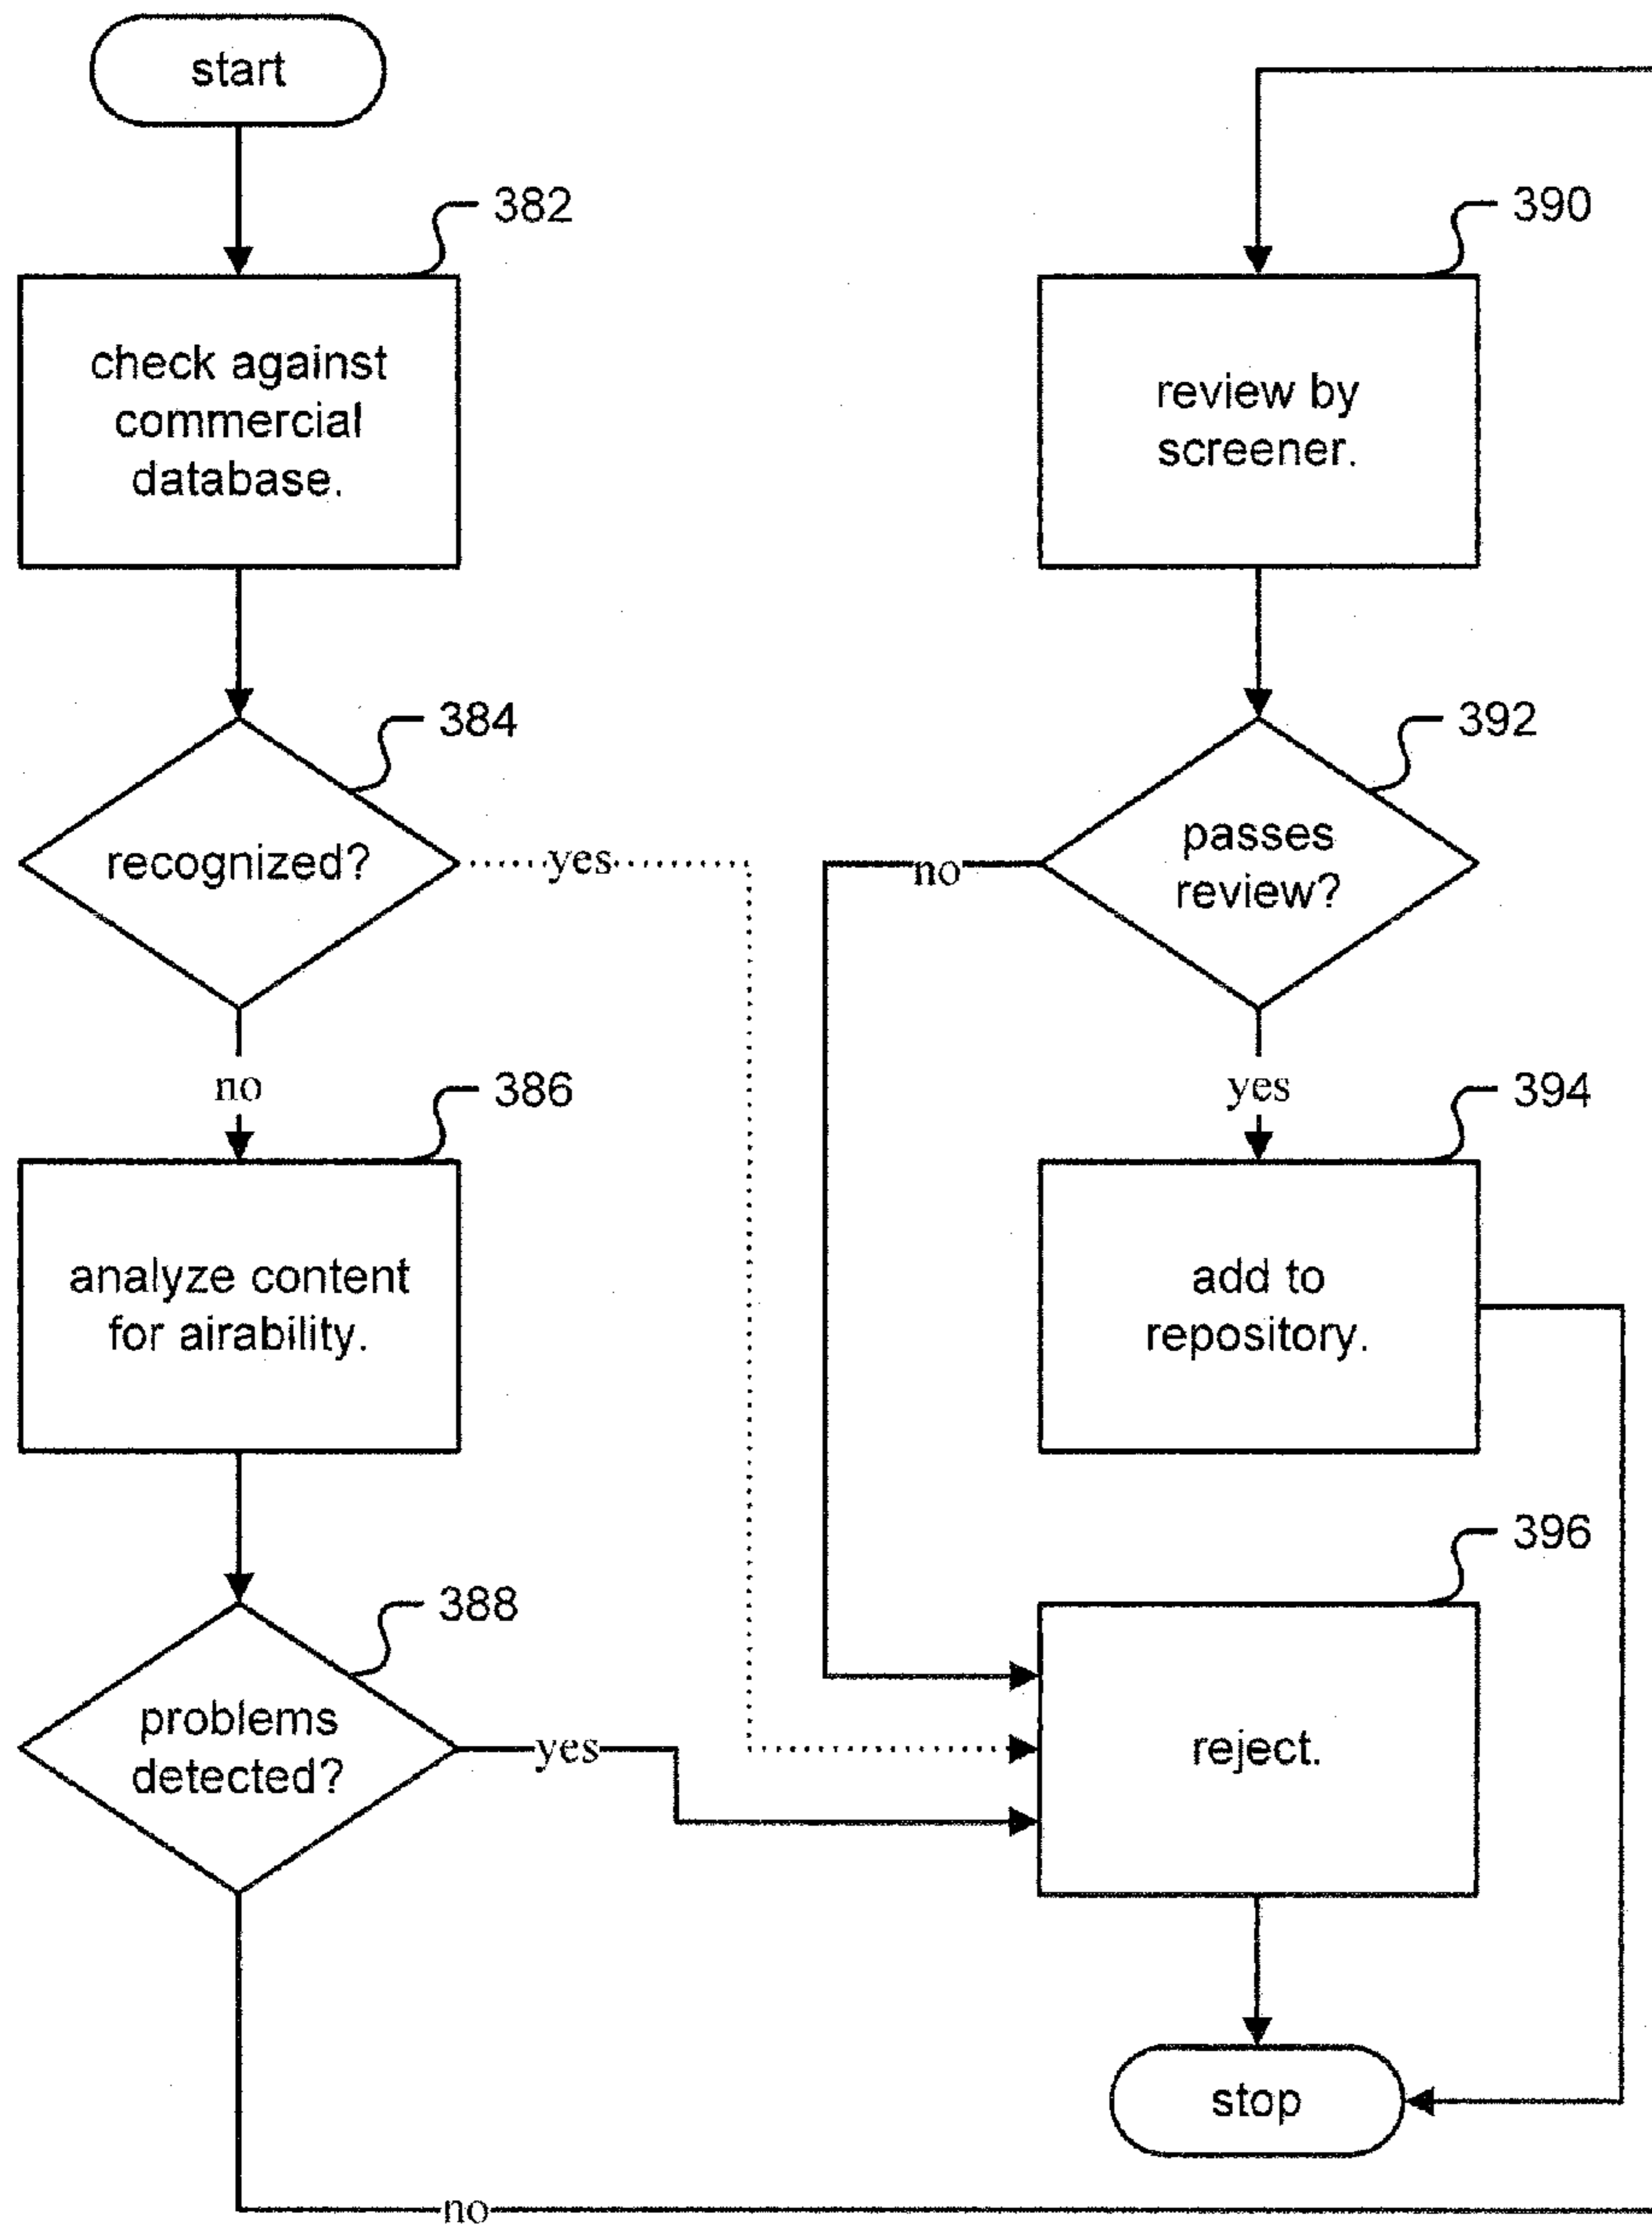 start
382
check against
commercial
database.
384
recognized?
yes
no
386
analyze content
for airability.
388
problems
detected?
yes
no
390
review by
screener.
392
passes
review?
no
yes
394
add to
repository.
396
reject.
stop